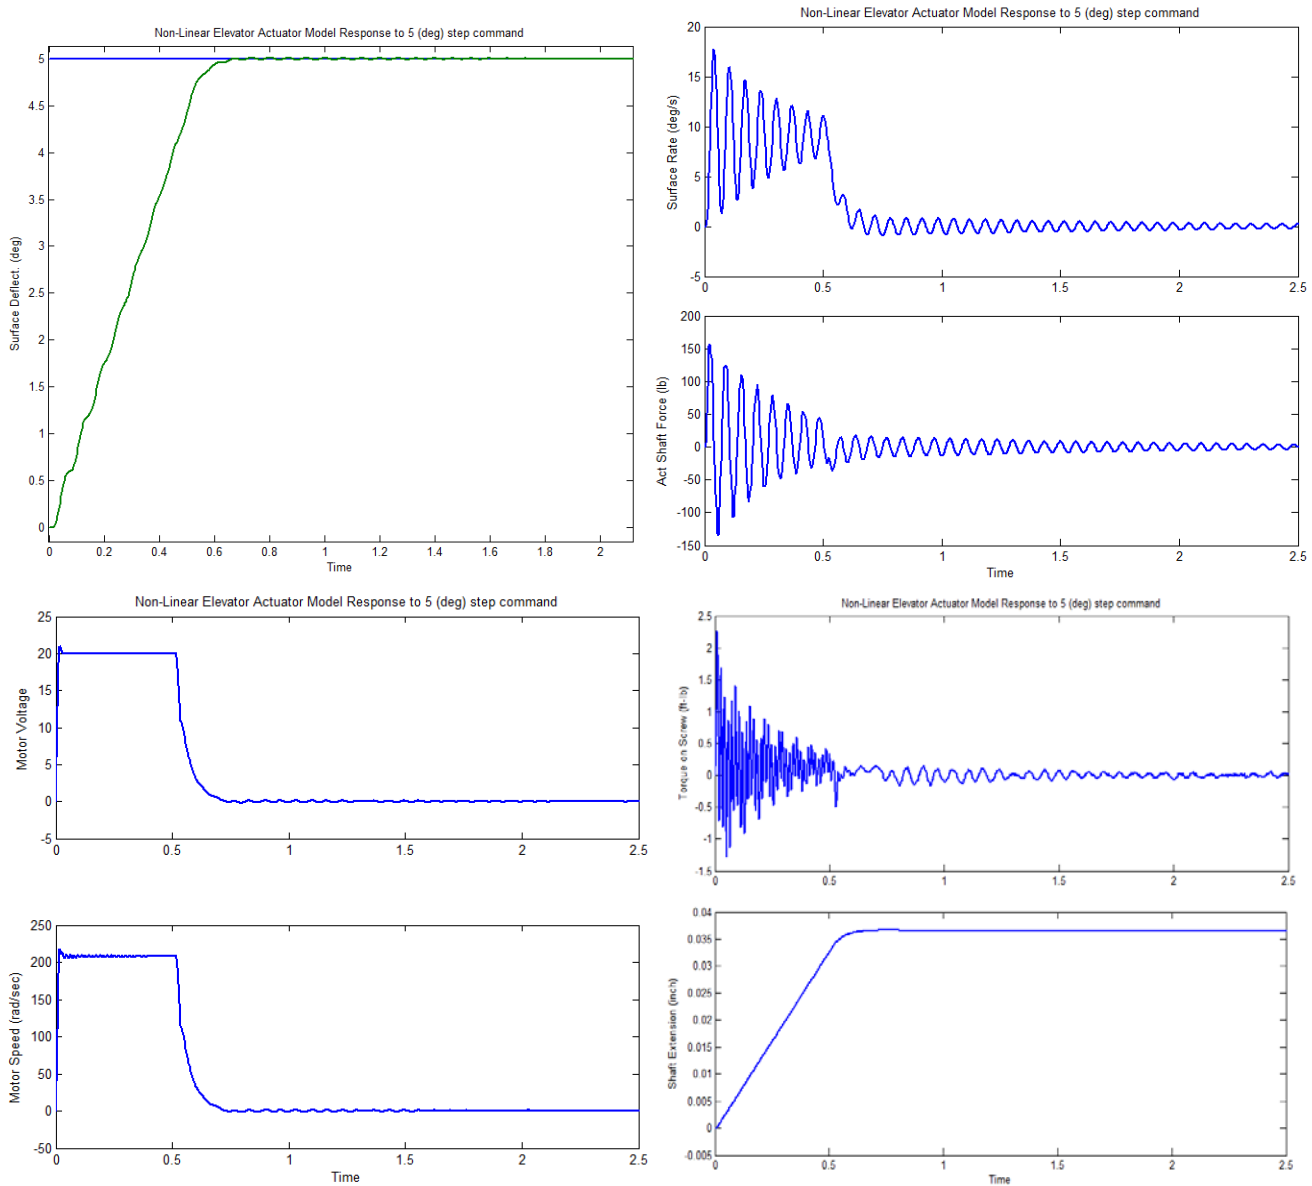 Non-Linear Elevator Actuator Model Response to 5 (deg) step command
Surface Deflect. (deg)
5
4.5
4
3.5
3
2.5
2
1.5
1
0.5
0
0 0.2 0.4 0.6 0.8 1 1.2 1.4 1.6 1.8 2
Time
Non-Linear Elevator Actuator Model Response to 5 (deg) step command
Surface Rate (deg/s)
20
15
10
5
0
-5
0 0.5 1 1.5 2 2.5
Act Shaft Force (lb)
200
150
100
50
0
-50
-100
-150
0 0.5 1 1.5 2 2.5
Time
Non-Linear Elevator Actuator Model Response to 5 (deg) step command
Motor Voltage
25
20
15
10
5
0
-5
0 0.5 1 1.5 2 2.5
Motor Speed (rad/sec)
250
200
150
100
50
0
-50
0 0.5 1 1.5 2 2.5
Time
Non-Linear Elevator Actuator Model Response to 5 (deg) step command
Torque on Screw (ft-lb)
2.5
2
1.5
1
0.5
0
-0.5
-1
-1.5
0 0.5 1 1.5 2 2.5
Shaft Extension (inch)
0.04
0.035
0.03
0.025
0.02
0.015
0.01
0.005
0
-0.005
0 0.5 1 1.5 2 2.5
Time